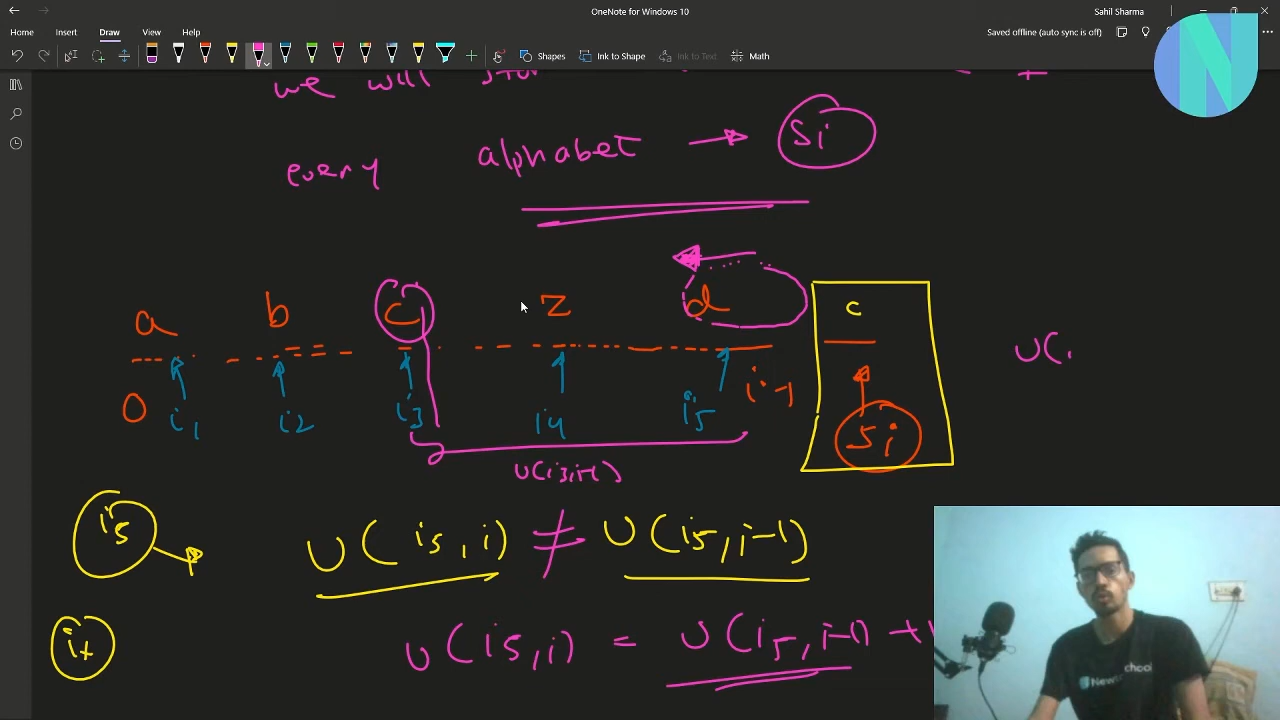 OneNote for Windows 10
Sahil Sharma
Home Insert Draw View Help
Saved offline (auto sync is off)
Shapes Ink to Shape Ink to Text Math
we will
every alphabet → Si
a b c z d c
0 i1 i2 i3 i4 i5 i-1 Si
U(
U(i3,i-1)
i5 → U(i5,i) ≠ U(i5,i-1)
i4
U(i5,i) = U(i5,i-1) +
N
chool